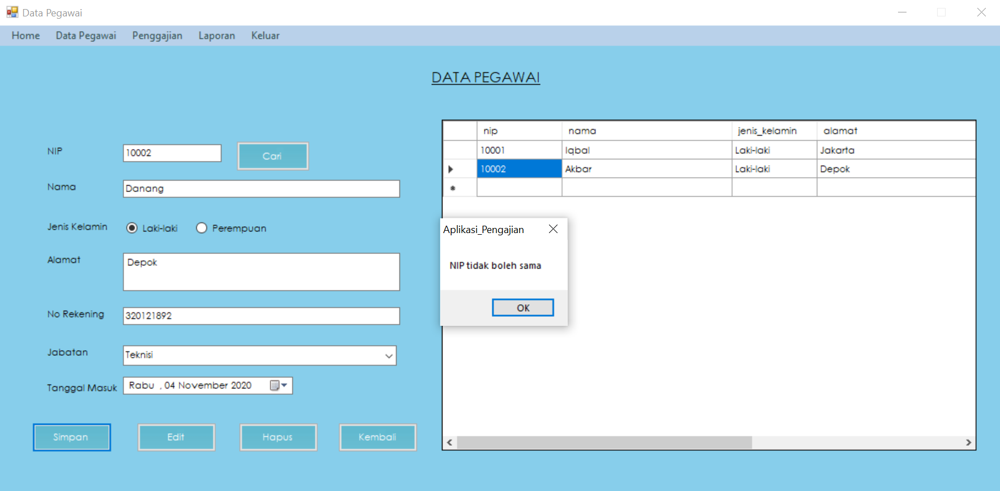 Data Pegawai
Home Data Pegawai Penggajian Laporan Keluar
DATA PEGAWAI
NIP 10002 Cari
Nama Danang
Jenis Kelamin Laki-laki Perempuan
Alamat Depok
No Rekening 320121892
Jabatan Teknisi
Tanggal Masuk Rabu , 04 November 2020
Simpan Edit Hapus Kembali
nip nama jenis_kelamin alamat
10001 Iqbal Laki-laki Jakarta
10002 Akbar Laki-laki Depok
Aplikasi_Pengajian
NIP tidak boleh sama
OK